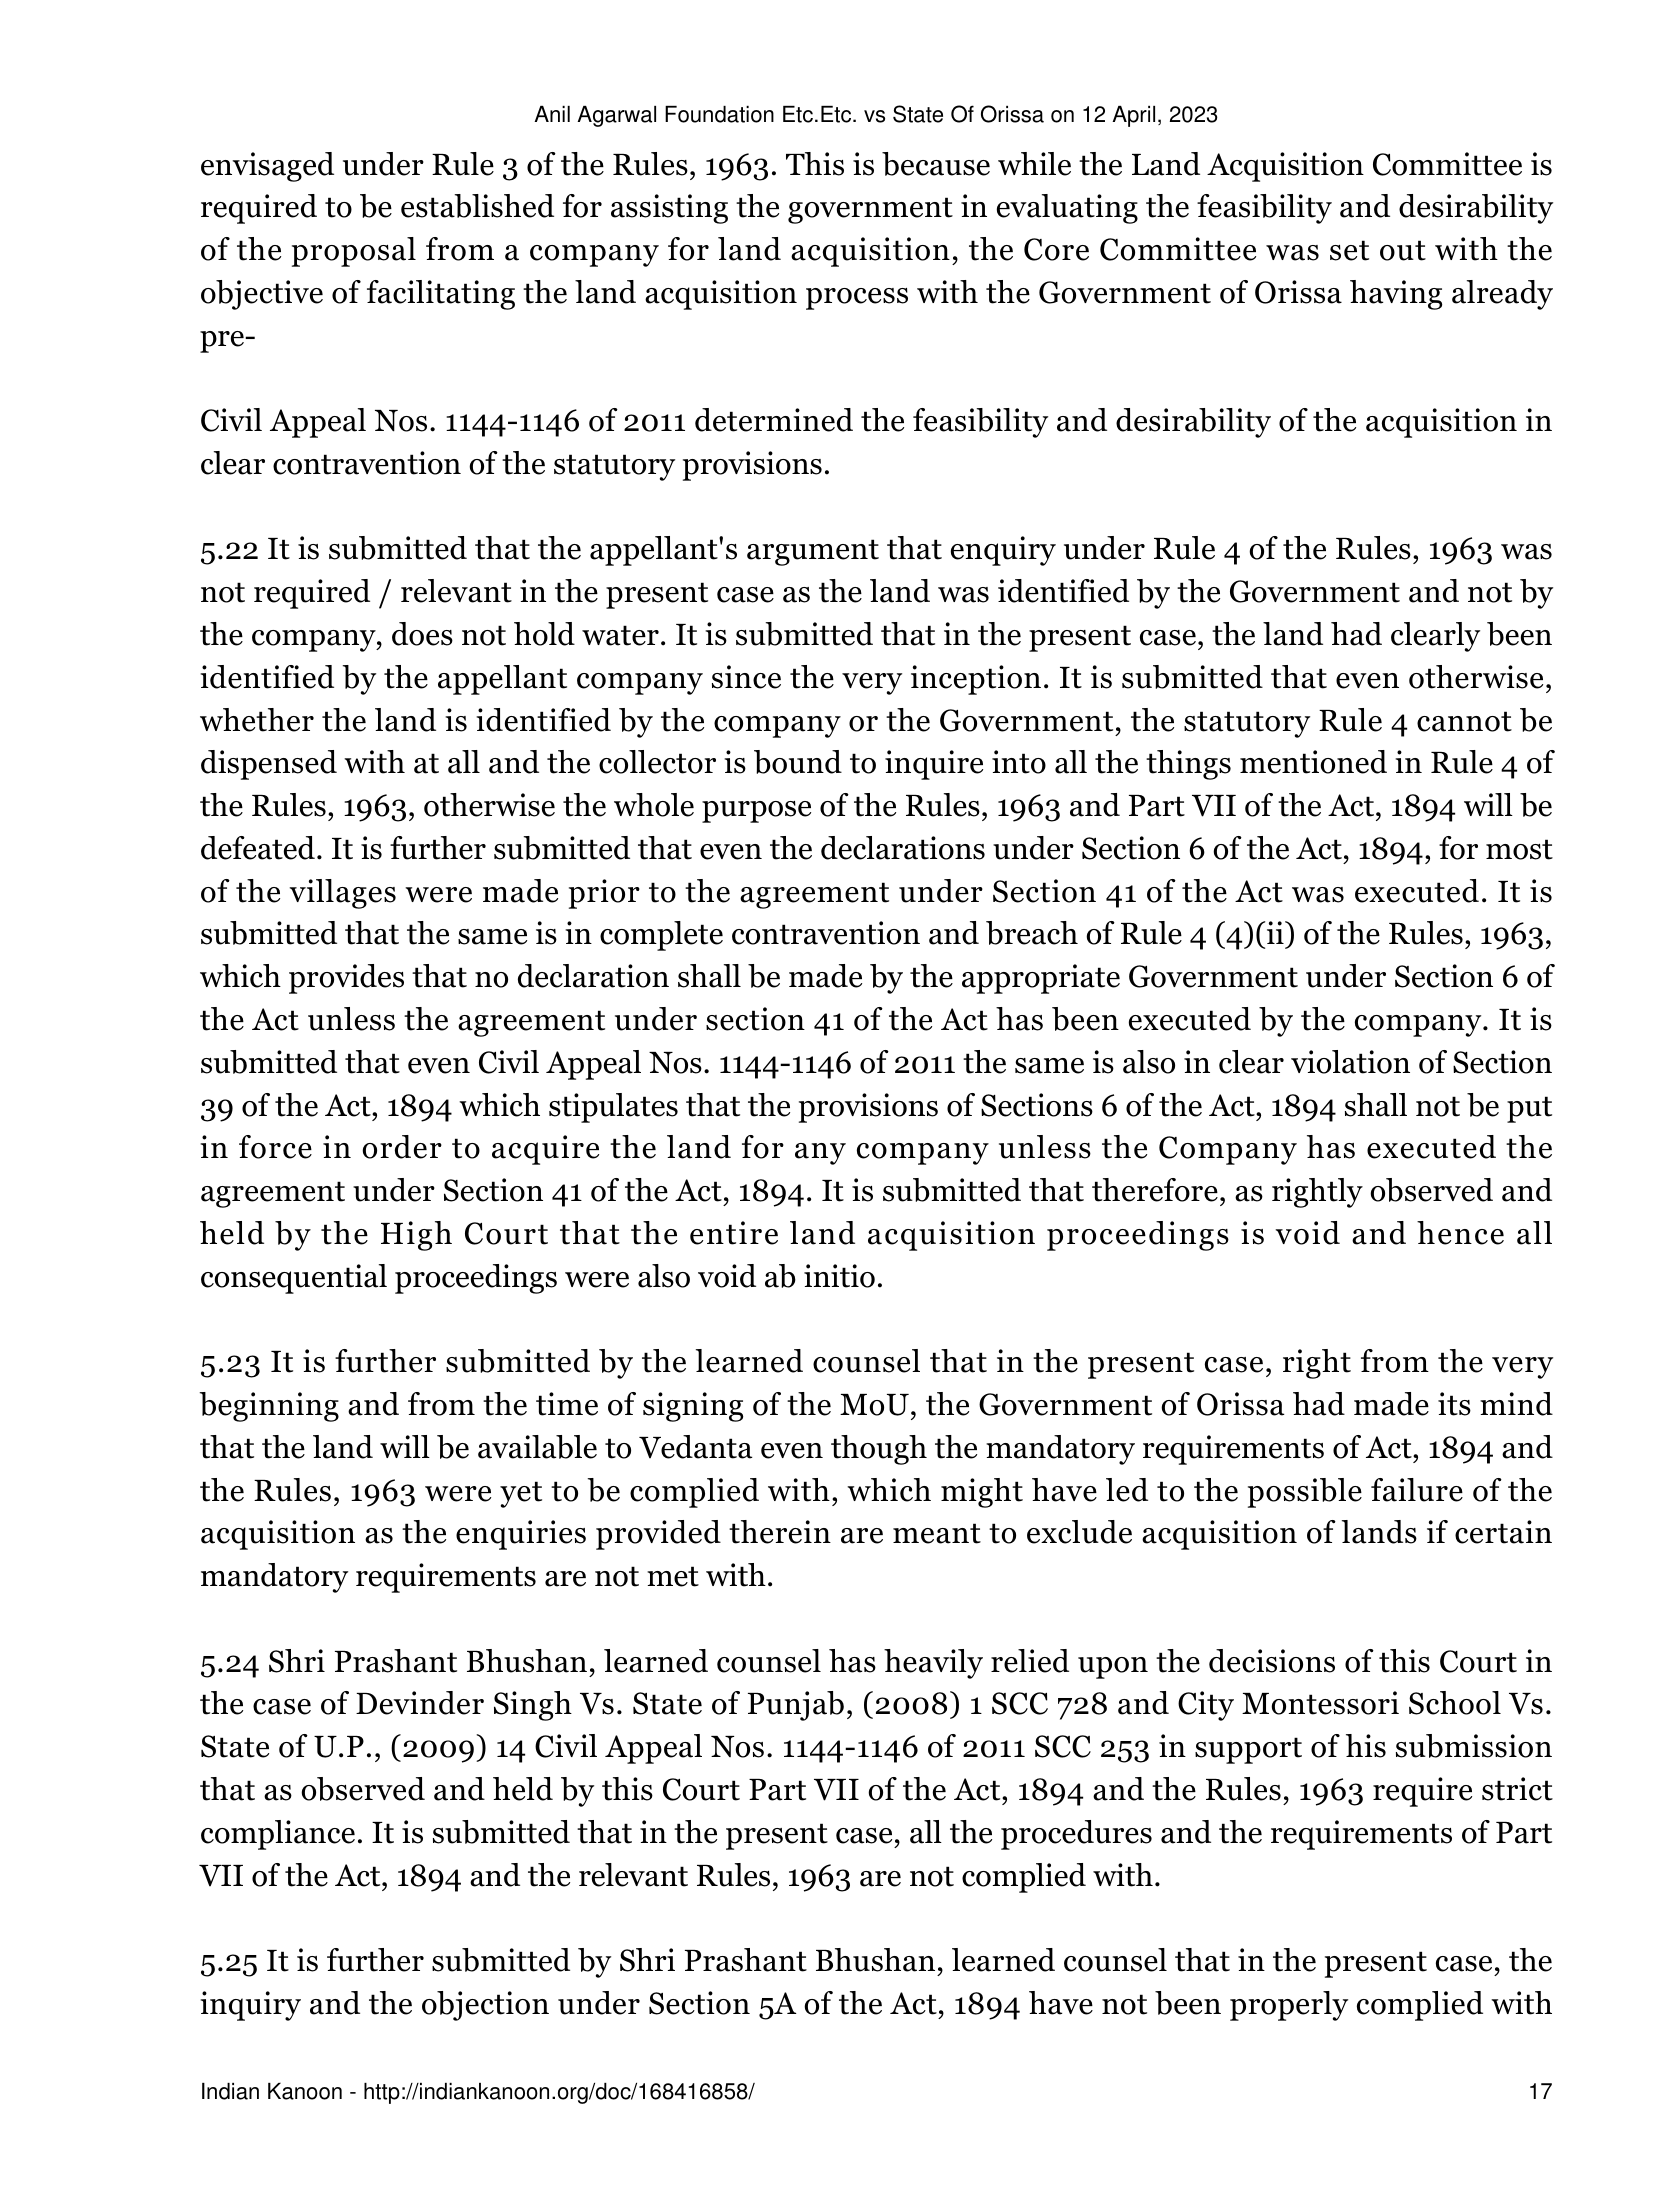 Anil Agarwal Foundation Etc.Etc. vs State Of Orissa on 12 April, 2023
envisaged under Rule 3 of the Rules, 1963. This is because while the Land Acquisition Committee is
required to be established for assisting the government in evaluating the feasibility and desirability
of the proposal from a company for land acquisition, the Core Committee was set out with the
objective of facilitating the land acquisition process with the Government of Orissa having already
pre-
Civil Appeal Nos. 1144-1146 of 2011 determined the feasibility and desirability of the acquisition in
clear contravention of the statutory provisions.
5.22 It is submitted that the appellant's argument that enquiry under Rule 4 of the Rules, 1963 was
not required / relevant in the present case as the land was identified by the Government and not by
the company, does not hold water. It is submitted that in the present case, the land had clearly been
identified by the appellant company since the very inception. It is submitted that even otherwise,
whether the land is identified by the company or the Government, the statutory Rule 4 cannot be
dispensed with at all and the collector is bound to inquire into all the things mentioned in Rule 4 of
the Rules, 1963, otherwise the whole purpose of the Rules, 1963 and Part VII of the Act, 1894 will be
defeated. It is further submitted that even the declarations under Section 6 of the Act, 1894, for most
of the villages were made prior to the agreement under Section 41 of the Act was executed. It is
submitted that the same is in complete contravention and breach of Rule 4 (4)(ii) of the Rules, 1963,
which provides that no declaration shall be made by the appropriate Government under Section 6 of
the Act unless the agreement under section 41 of the Act has been executed by the company. It is
submitted that even Civil Appeal Nos. 1144-1146 of 2011 the same is also in clear violation of Section
39 of the Act, 1894 which stipulates that the provisions of Sections 6 of the Act, 1894 shall not be put
in force in order to acquire the land for any company unless the Company has executed the
agreement under Section 41 of the Act, 1894. It is submitted that therefore, as rightly observed and
held by the High Court that the entire land acquisition proceedings is void and hence all
consequential proceedings were also void ab initio.
5.23 It is further submitted by the learned counsel that in the present case, right from the very
beginning and from the time of signing of the MoU, the Government of Orissa had made its mind
that the land will be available to Vedanta even though the mandatory requirements of Act, 1894 and
the Rules, 1963 were yet to be complied with, which might have led to the possible failure of the
acquisition as the enquiries provided therein are meant to exclude acquisition of lands if certain
mandatory requirements are not met with.
5.24 Shri Prashant Bhushan, learned counsel has heavily relied upon the decisions of this Court in
the case of Devinder Singh Vs. State of Punjab, (2008) 1 SCC 728 and City Montessori School Vs.
State of U.P., (2009) 14 Civil Appeal Nos. 1144-1146 of 2011 SCC 253 in support of his submission
that as observed and held by this Court Part VII of the Act, 1894 and the Rules, 1963 require strict
compliance. It is submitted that in the present case, all the procedures and the requirements of Part
VII of the Act, 1894 and the relevant Rules, 1963 are not complied with.
5.25 It is further submitted by Shri Prashant Bhushan, learned counsel that in the present case, the
inquiry and the objection under Section 5A of the Act, 1894 have not been properly complied with
Indian Kanoon - http://indiankanoon.org/doc/168416858/ 17